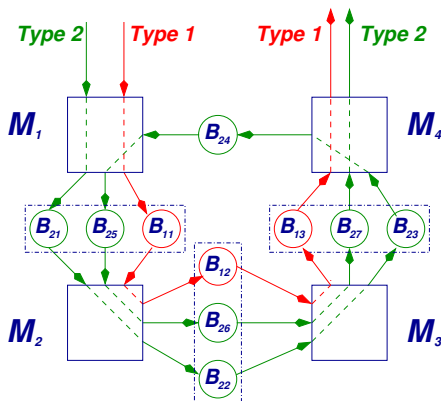 Type 2 Type 1 Type 1 Type 2
M1 B24 M4
B21 B25 B11 B13 B27 B23
B12
M2 B26 M3
B22